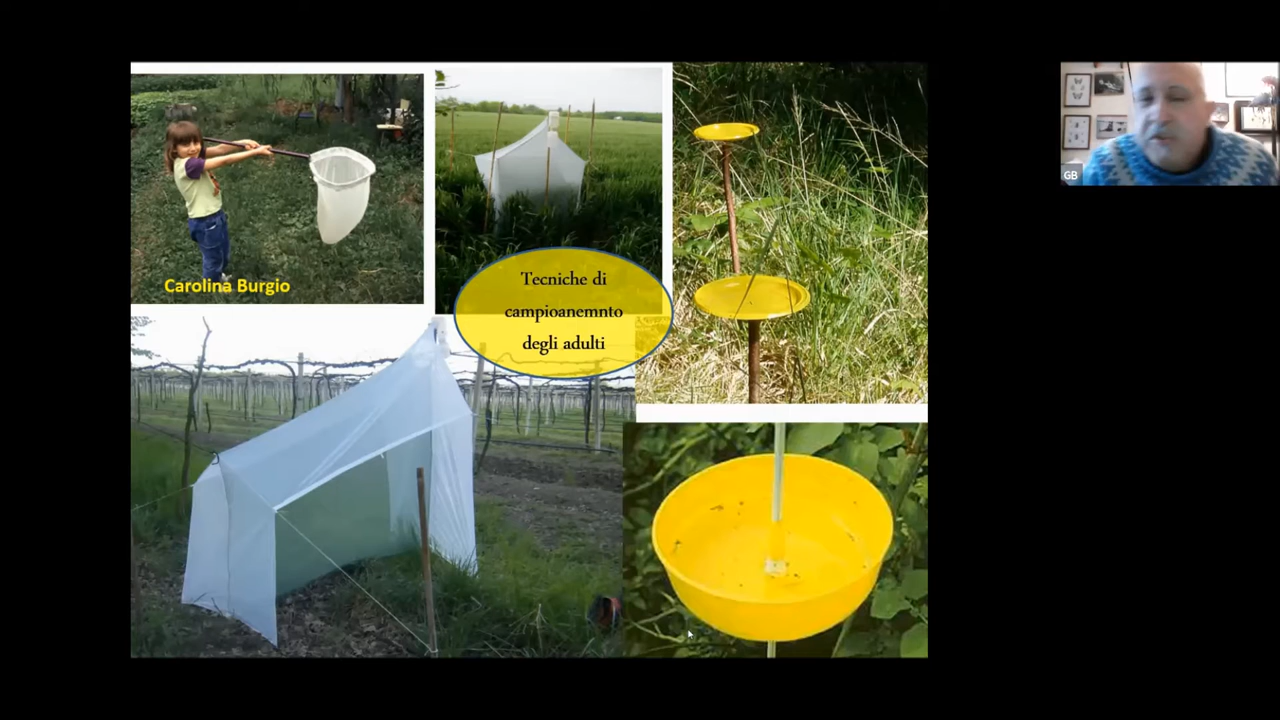 Carolina Burgio
Tecniche di
campioanemnto
degli adulti
GB